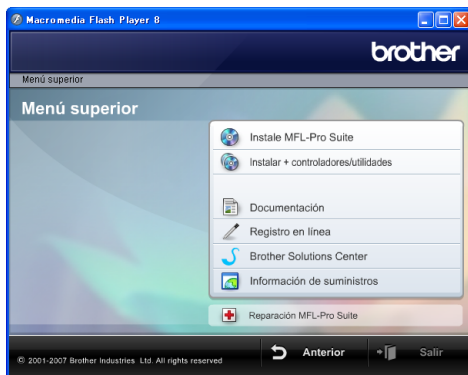 Macromedia Flash Player 8
brother
Menú superior
Menú superior
Instale MFL-Pro Suite
Instalar + controladores/utilidades
Documentación
Registro en línea
Brother Solutions Center
Información de suministros
Reparación MFL-Pro Suite
© 2001-2007 Brother Industries Ltd. All rights reserved
Anterior
Salir